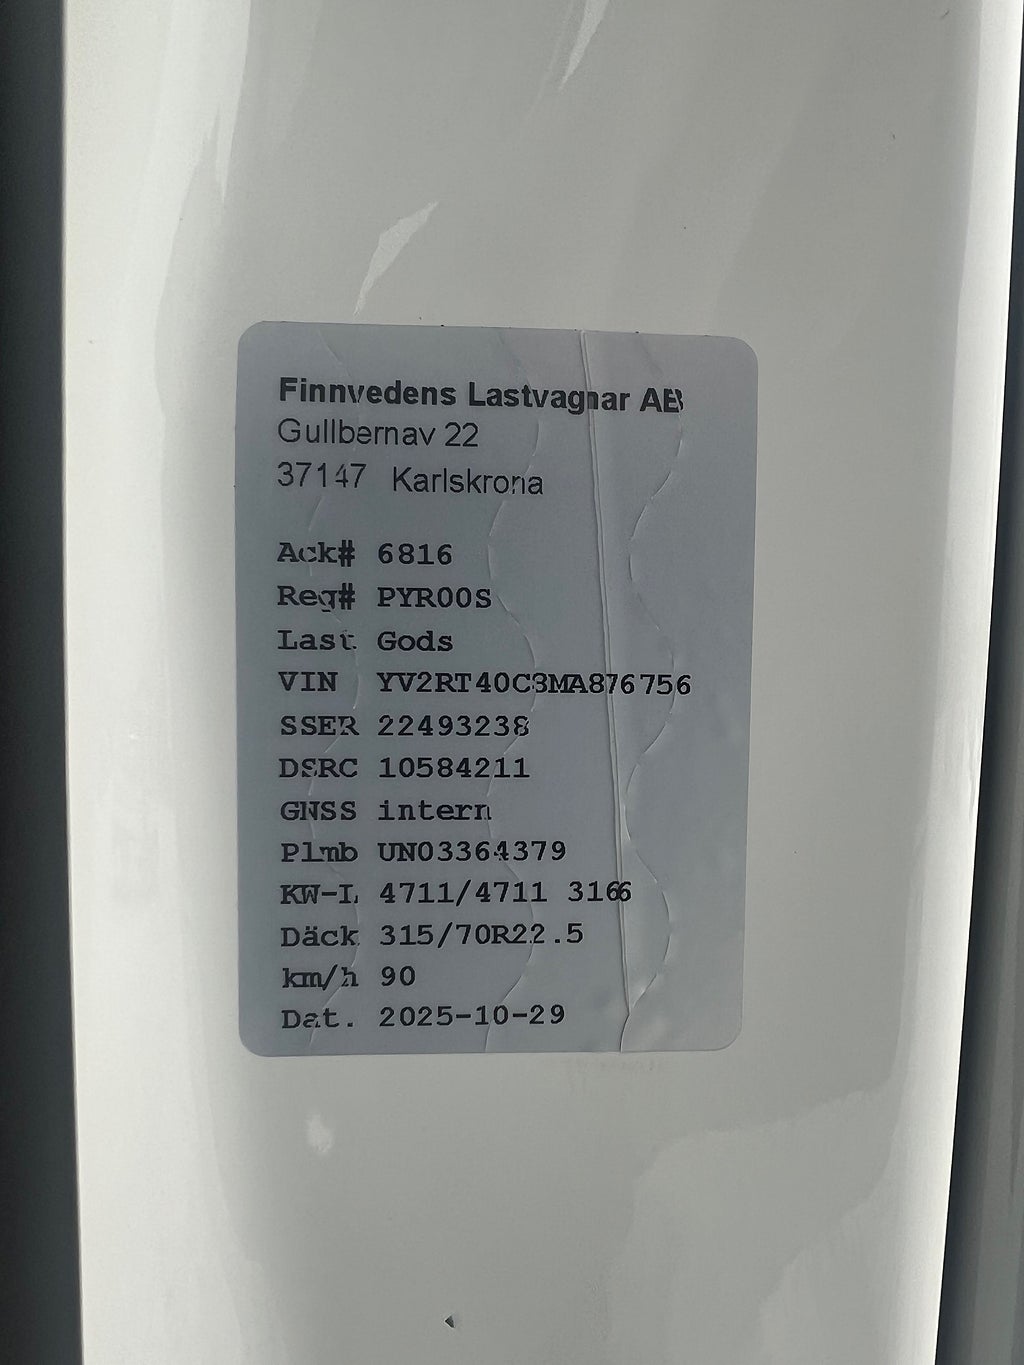 Finnvedens Lastvagnar AB
Gullbernav 22
37147 Karlskrona
Ack# 6816
Reg# PYR00S
Last Gods
VIN YV2RT40C3MA876756
SSER 22493238
DSRC 10584211
GNSS intern
Plmb UN03364379
KW-L 4711/4711 3166
Däck 315/70R22.5
km/h 90
Dat. 2025-10-29